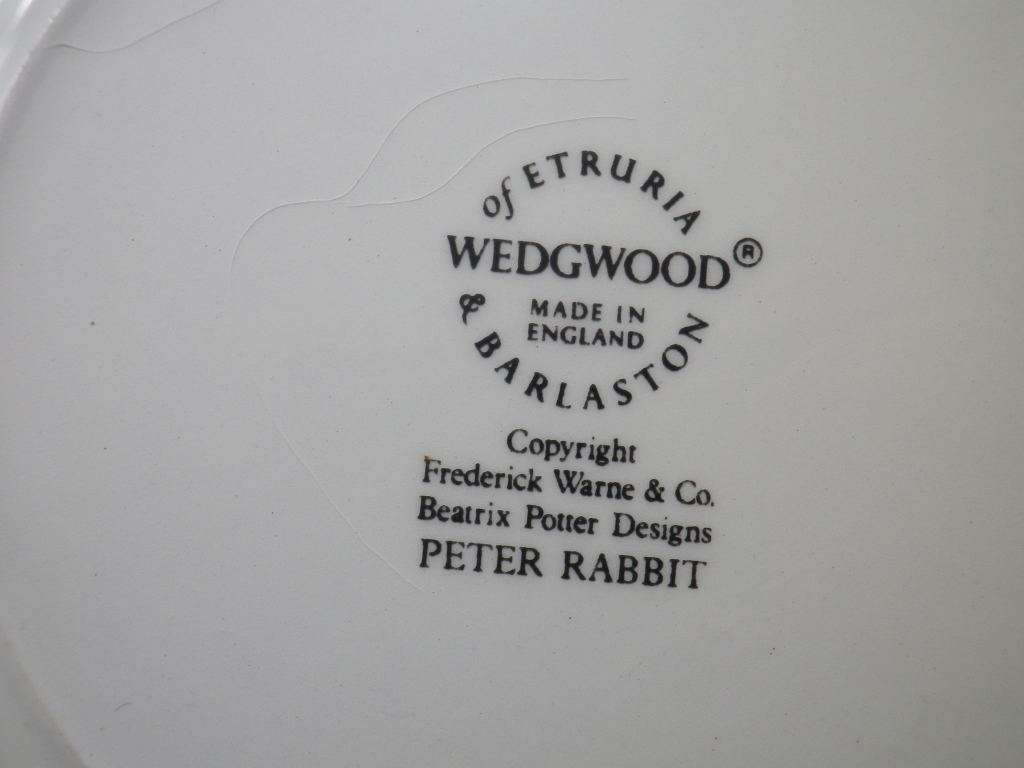 of ETRURIA
WEDGWOOD®
MADE IN
ENGLAND
& BARLASTON
Copyright
Frederick Warne & Co.
Beatrix Potter Designs
PETER RABBIT